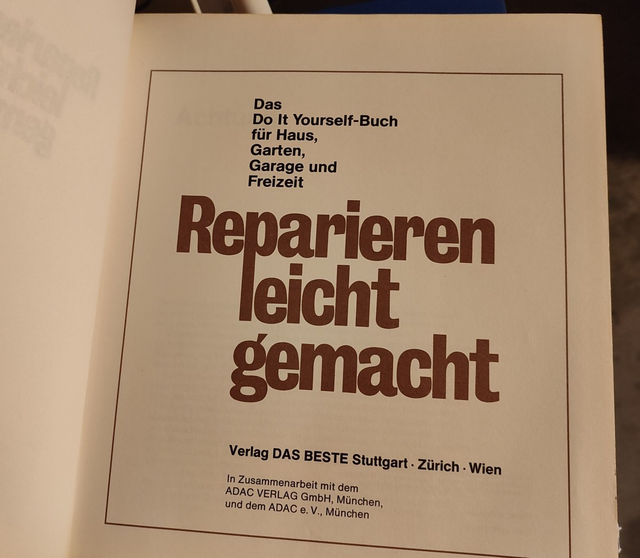 Das
Do It Yourself-Buch
für Haus,
Garten,
Garage und
Freizeit
Reparieren
leicht
gemacht
Verlag DAS BESTE Stuttgart · Zürich · Wien
In Zusammenarbeit mit dem
ADAC VERLAG GmbH, München,
und dem ADAC e. V., München